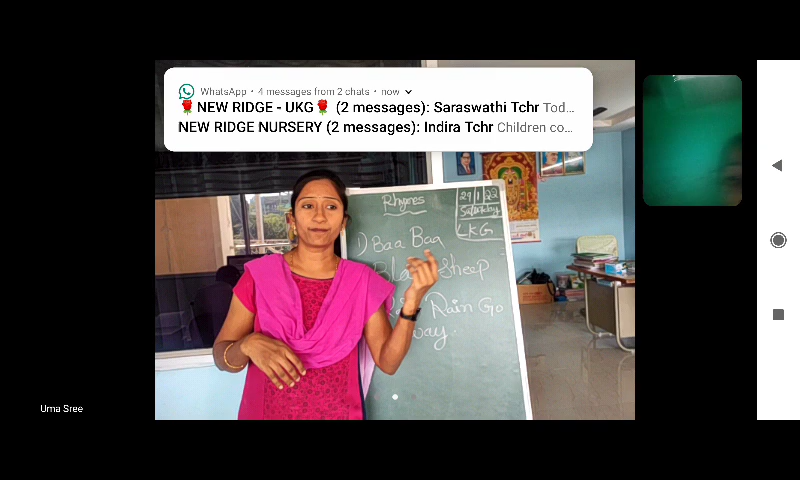 WhatsApp • 4 messages from 2 chats • now
🌹NEW RIDGE - UKG🌹 (2 messages): Saraswathi Tchr Tod...
NEW RIDGE NURSERY (2 messages): Indira Tchr Children co...
Rhymes
29/1/22
Saturday
LKG
1) Baa Baa
Sheep
Rain Go
Uma Sree